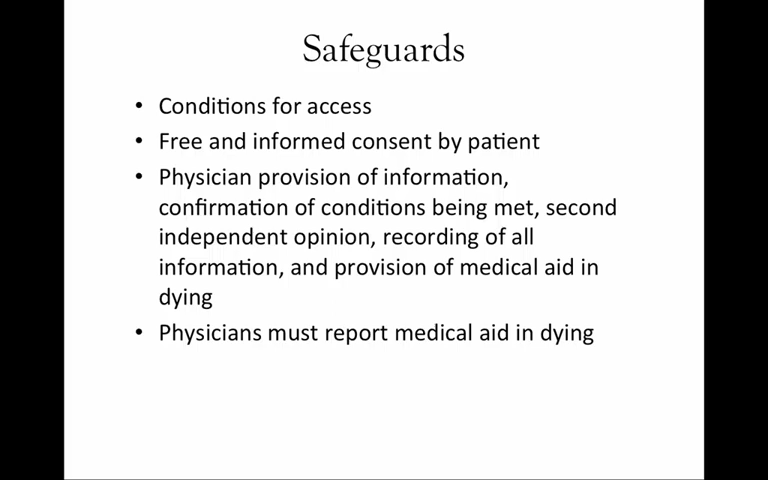 Safeguards
• Conditions for access
• Free and informed consent by patient
• Physician provision of information,
confirmation of conditions being met, second
independent opinion, recording of all
information, and provision of medical aid in
dying
• Physicians must report medical aid in dying